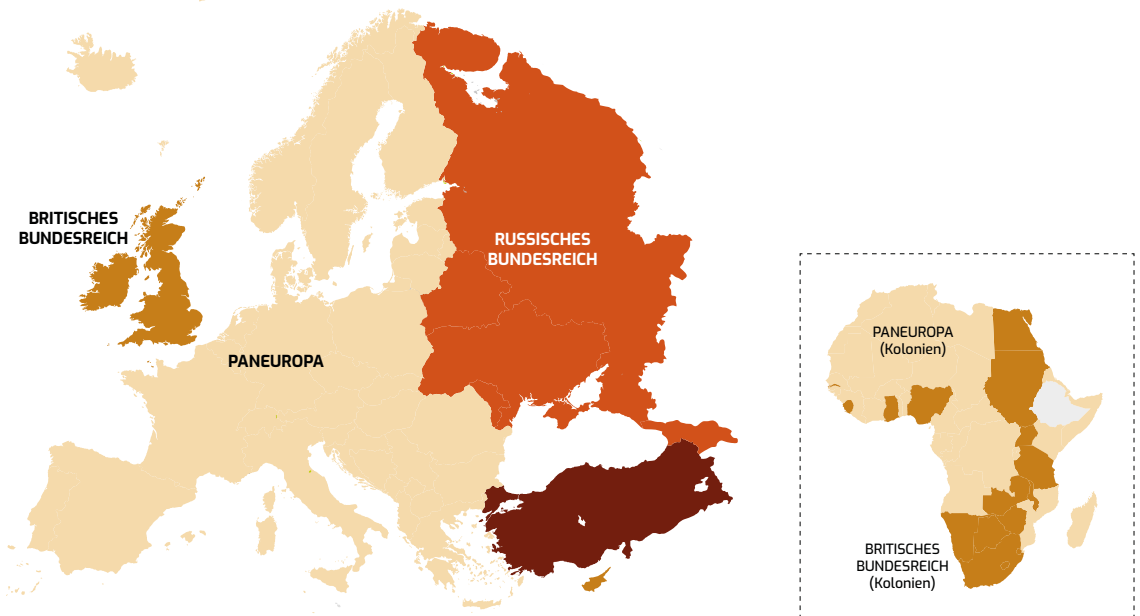 BRITISCHES
BUNDESREICH
RUSSISCHES
BUNDESREICH
PANEUROPA
PANEUROPA
(Kolonien)
BRITISCHES
BUNDESREICH
(Kolonien)